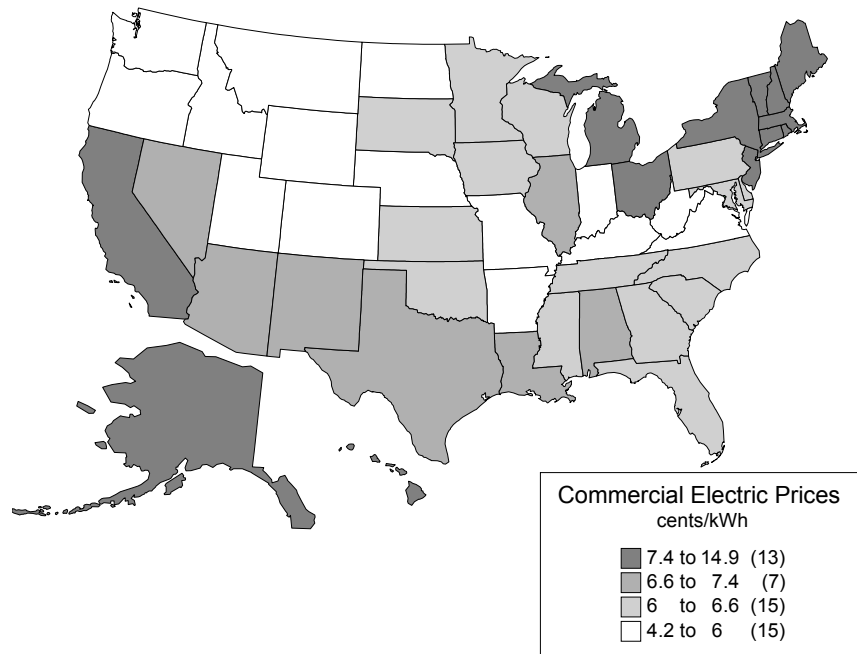 Commercial Electric Prices
cents/kWh
7.4 to 14.9 (13)
6.6 to 7.4 (7)
6 to 6.6 (15)
4.2 to 6 (15)